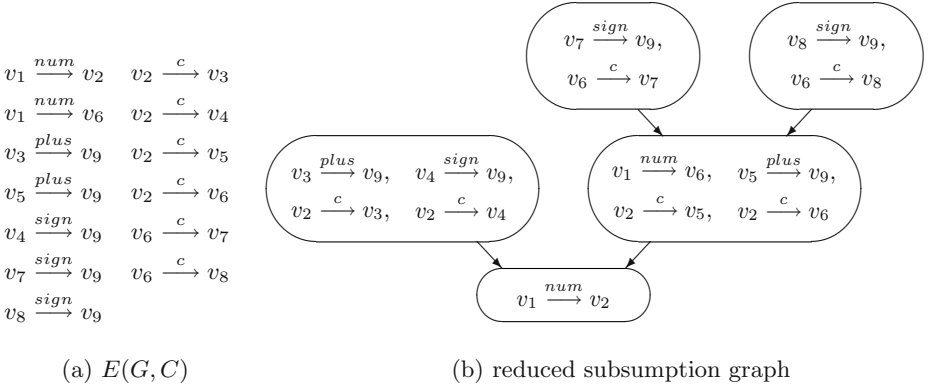 v1 num⟶ v2 v2 c⟶ v3
v1 num⟶ v6 v2 c⟶ v4
v3 plus⟶ v9 v2 c⟶ v5
v5 plus⟶ v9 v2 c⟶ v6
v4 sign⟶ v9 v6 c⟶ v7
v7 sign⟶ v9 v6 c⟶ v8
v8 sign⟶ v9
(a) E(G, C)
v7 sign⟶ v9,
v6 c⟶ v7
v8 sign⟶ v9,
v6 c⟶ v8
v3 plus⟶ v9, v4 sign⟶ v9,
v2 c⟶ v3, v2 c⟶ v4
v1 num⟶ v6, v5 plus⟶ v9,
v2 c⟶ v5, v2 c⟶ v6
v1 num⟶ v2
(b) reduced subsumption graph